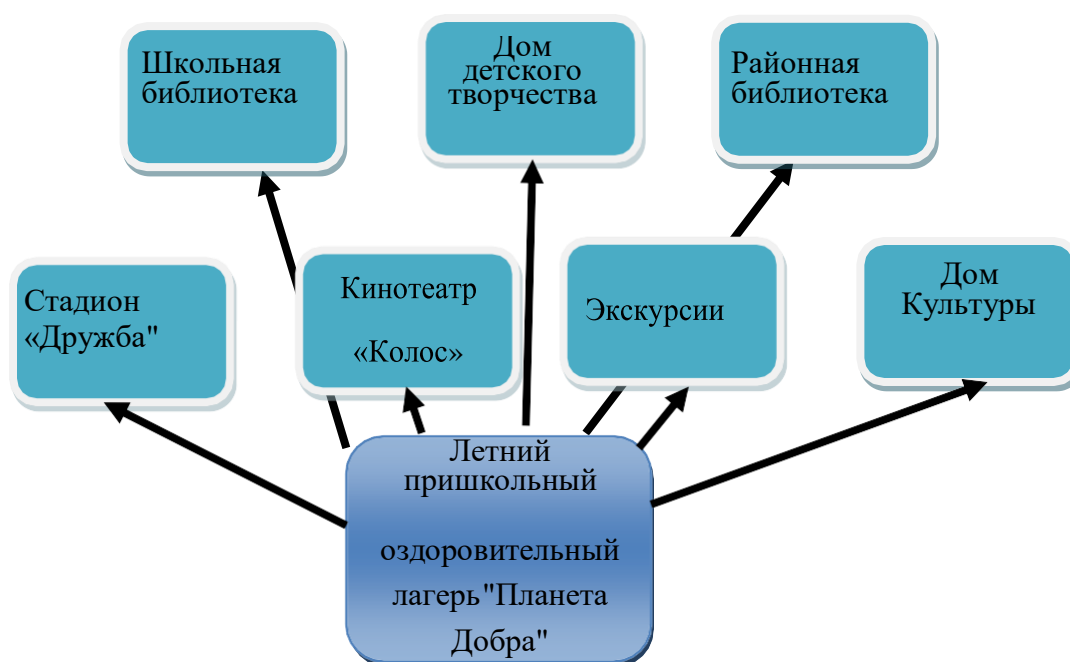 Школьная
библиотека
Дом
детского
творчества
Районная
библиотека
Стадион
«Дружба"
Кинотеатр
«Колос»
Экскурсии
Дом
Культуры
Летний
пришкольный
оздоровительный
лагерь"Планета
Добра"